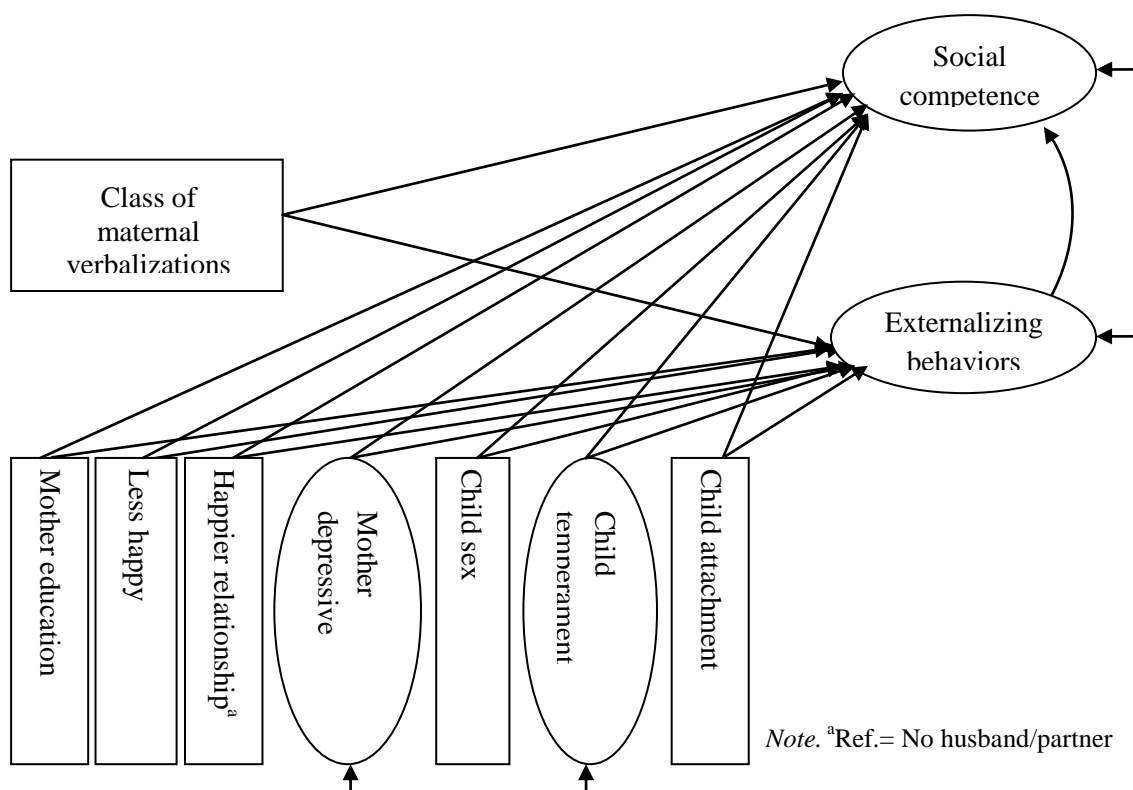 Social
competence
Class of
maternal
verbalizations
Externalizing
behaviors
Mother education
Less happy
Happier relationshipᵃ
Mother
depressive
Child sex
Child
temperament
Child attachment
Note. ᵃRef.= No husband/partner